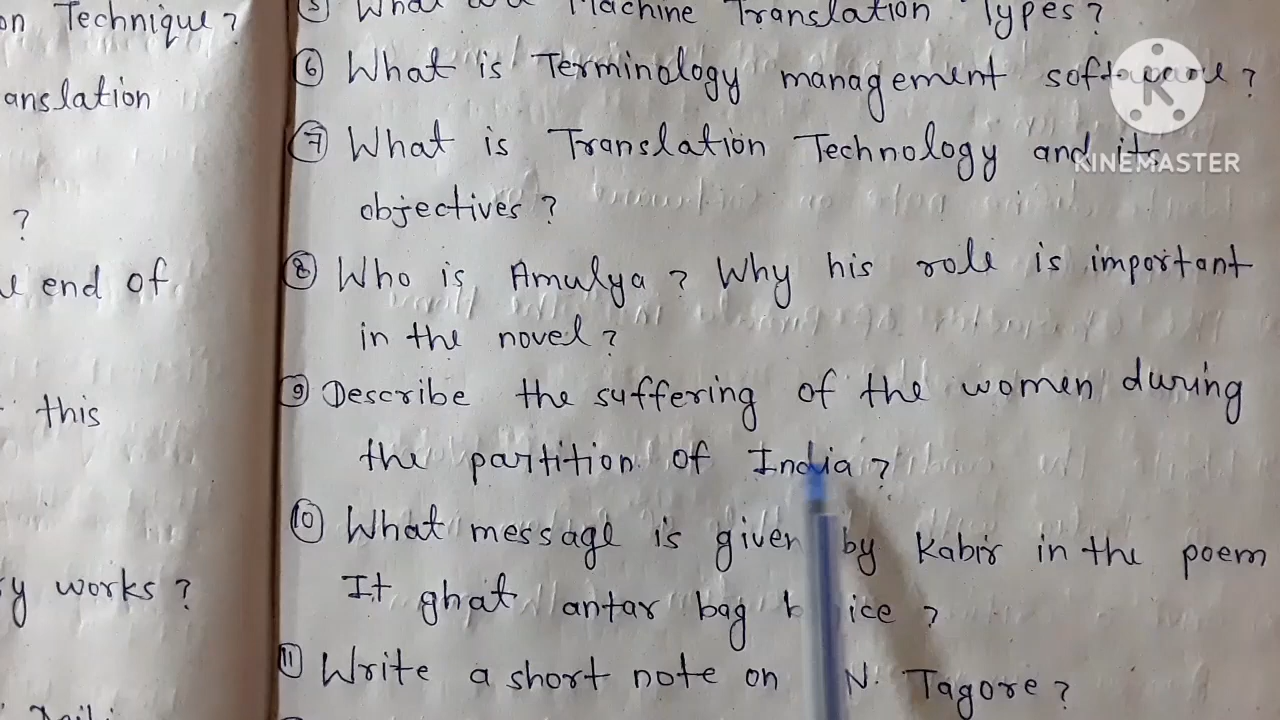 on Technique?
anslation
?
end of
this
y works?
5) What Machine Translation Types?
6 What is Terminology management software?
7 What is Translation Technology and its
objectives?
8 Who is Amulya? Why his role is important
in the novel?
9 Describe the suffering of the women during
the partition of India?
10 What message is given by Kabir in the poem
It ghat antar bag ice?
11 Write a short note on N. Tagore?
KINEMASTER